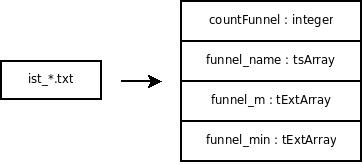 countFunnel : integer
funnel_name : tsArray
ist_*.txt
funnel_m : tExtArray
funnel_min : tExtArray